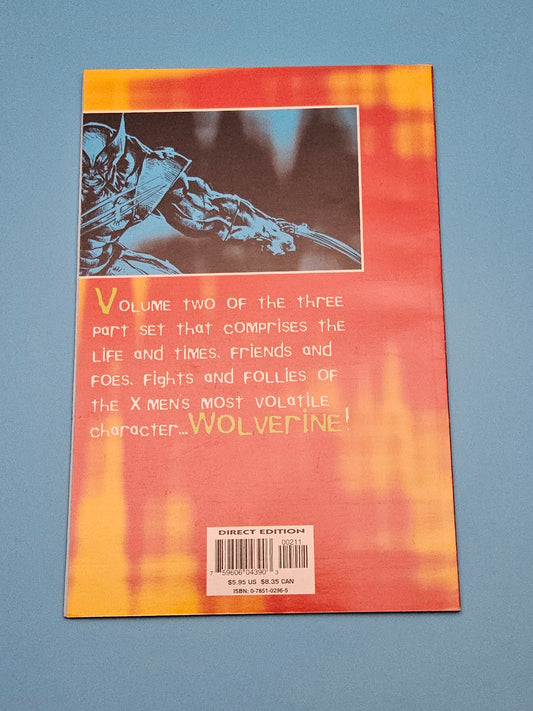 VOLUME TWO OF THE THREE
PART SET THAT COMPRISES THE
LIFE AND TIMES, FRIENDS AND
FOES, FIGHTS AND FOLLIES OF
THE X MEN'S MOST VOLATILE
CHARACTER...WOLVERINE!
DIRECT EDITION
00211
7 59606 04390 3
$5.95 US $8.35 CAN
ISBN: 0-7851-0296-5